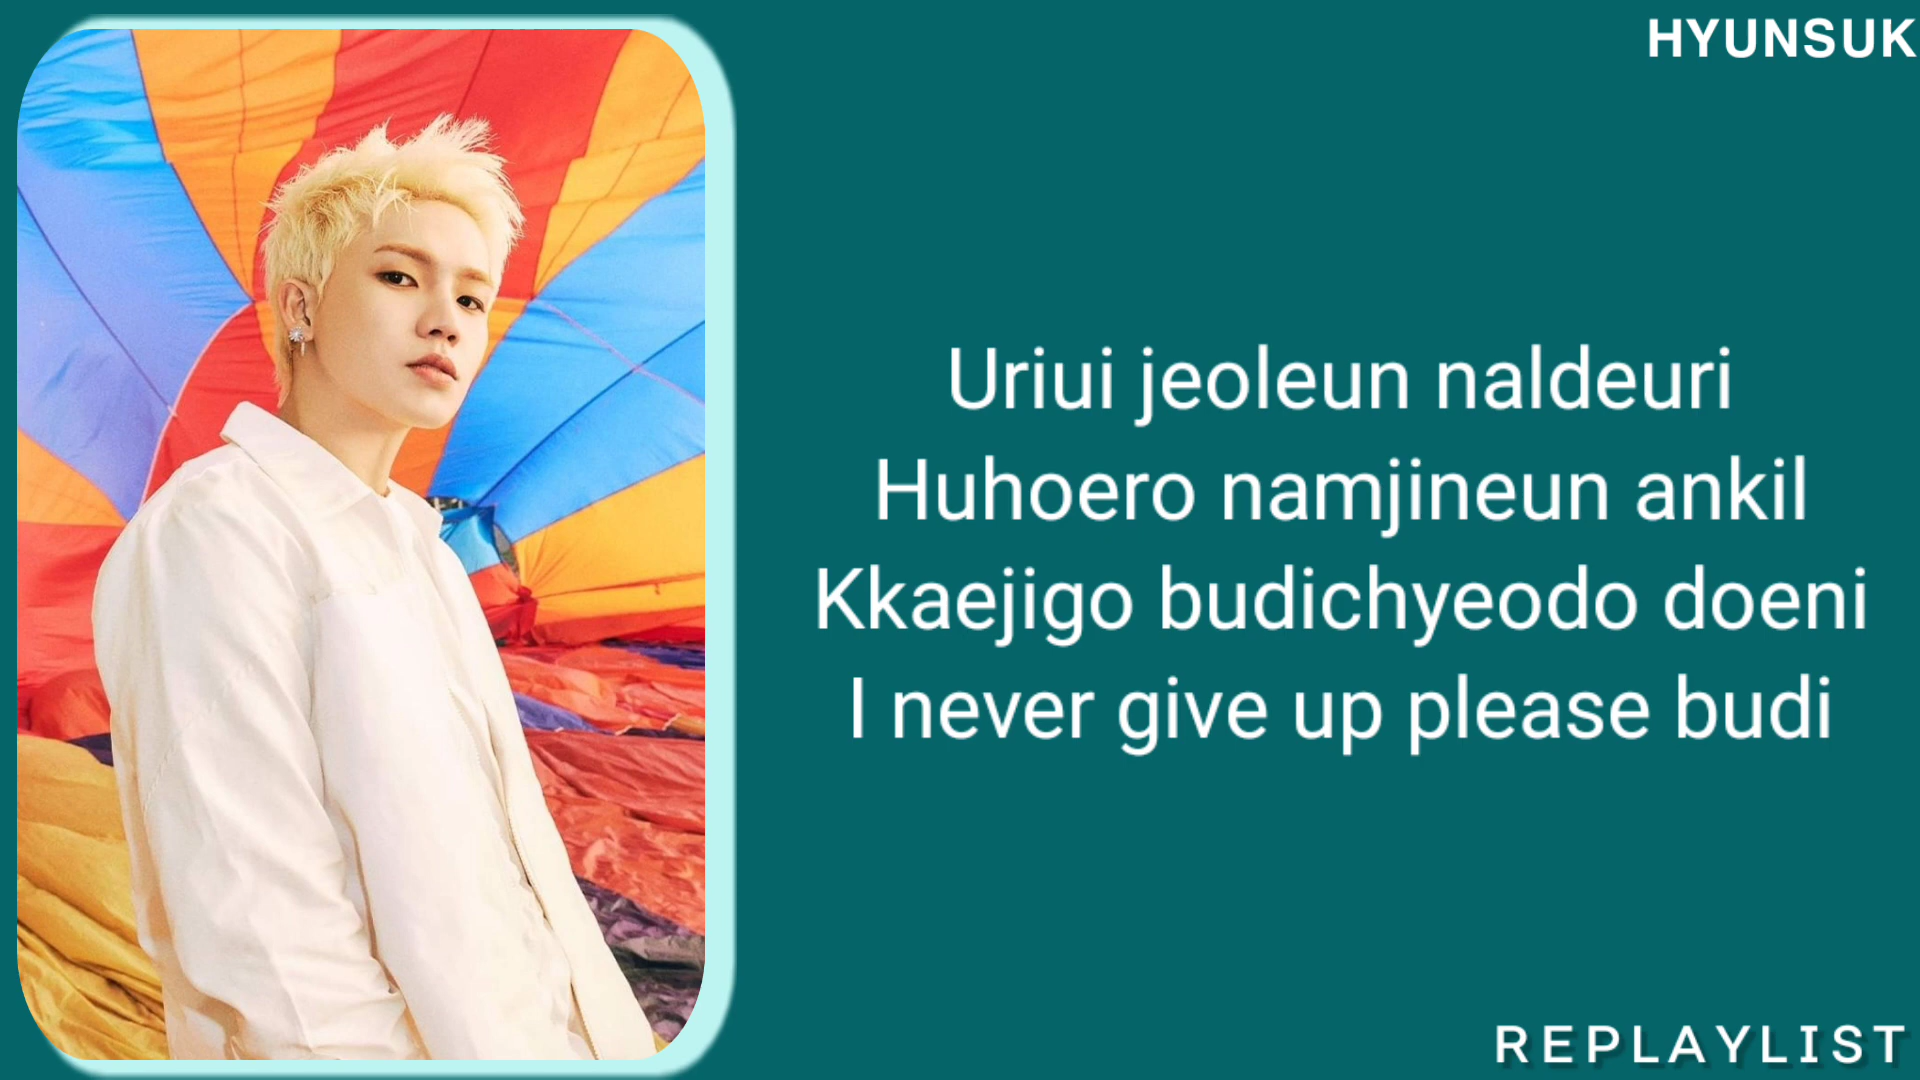 HYUNSUK
Uriui jeoleun naldeuri
Huhoero namjineun ankil
Kkaejigo budichyeodo doeni
I never give up please budi
REPLAYLIST